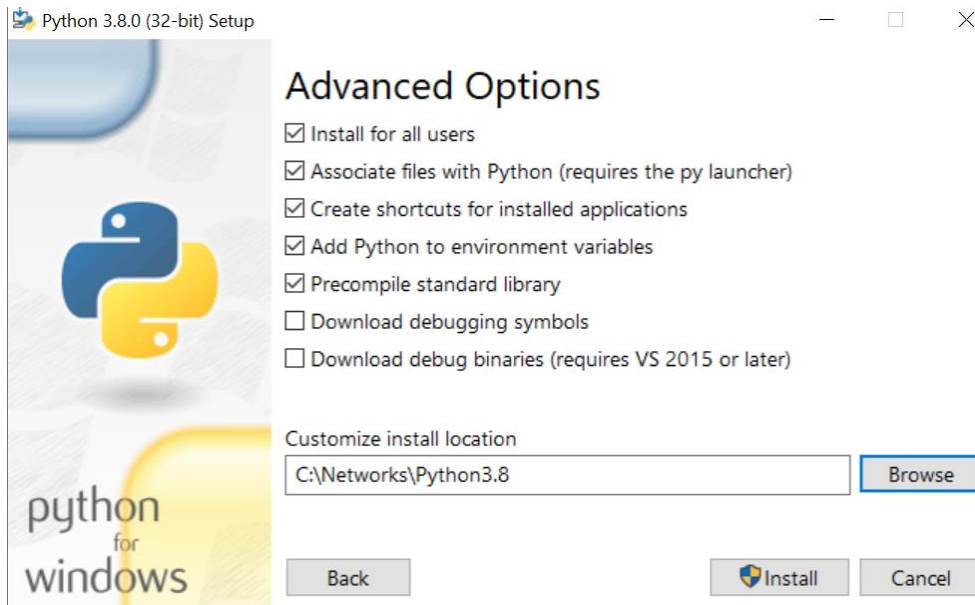 Python 3.8.0 (32-bit) Setup
Advanced Options
Install for all users
Associate files with Python (requires the py launcher)
Create shortcuts for installed applications
Add Python to environment variables
Precompile standard library
Download debugging symbols
Download debug binaries (requires VS 2015 or later)
Customize install location
C:\Networks\Python3.8
Browse
python
for
windows
Back
Install
Cancel